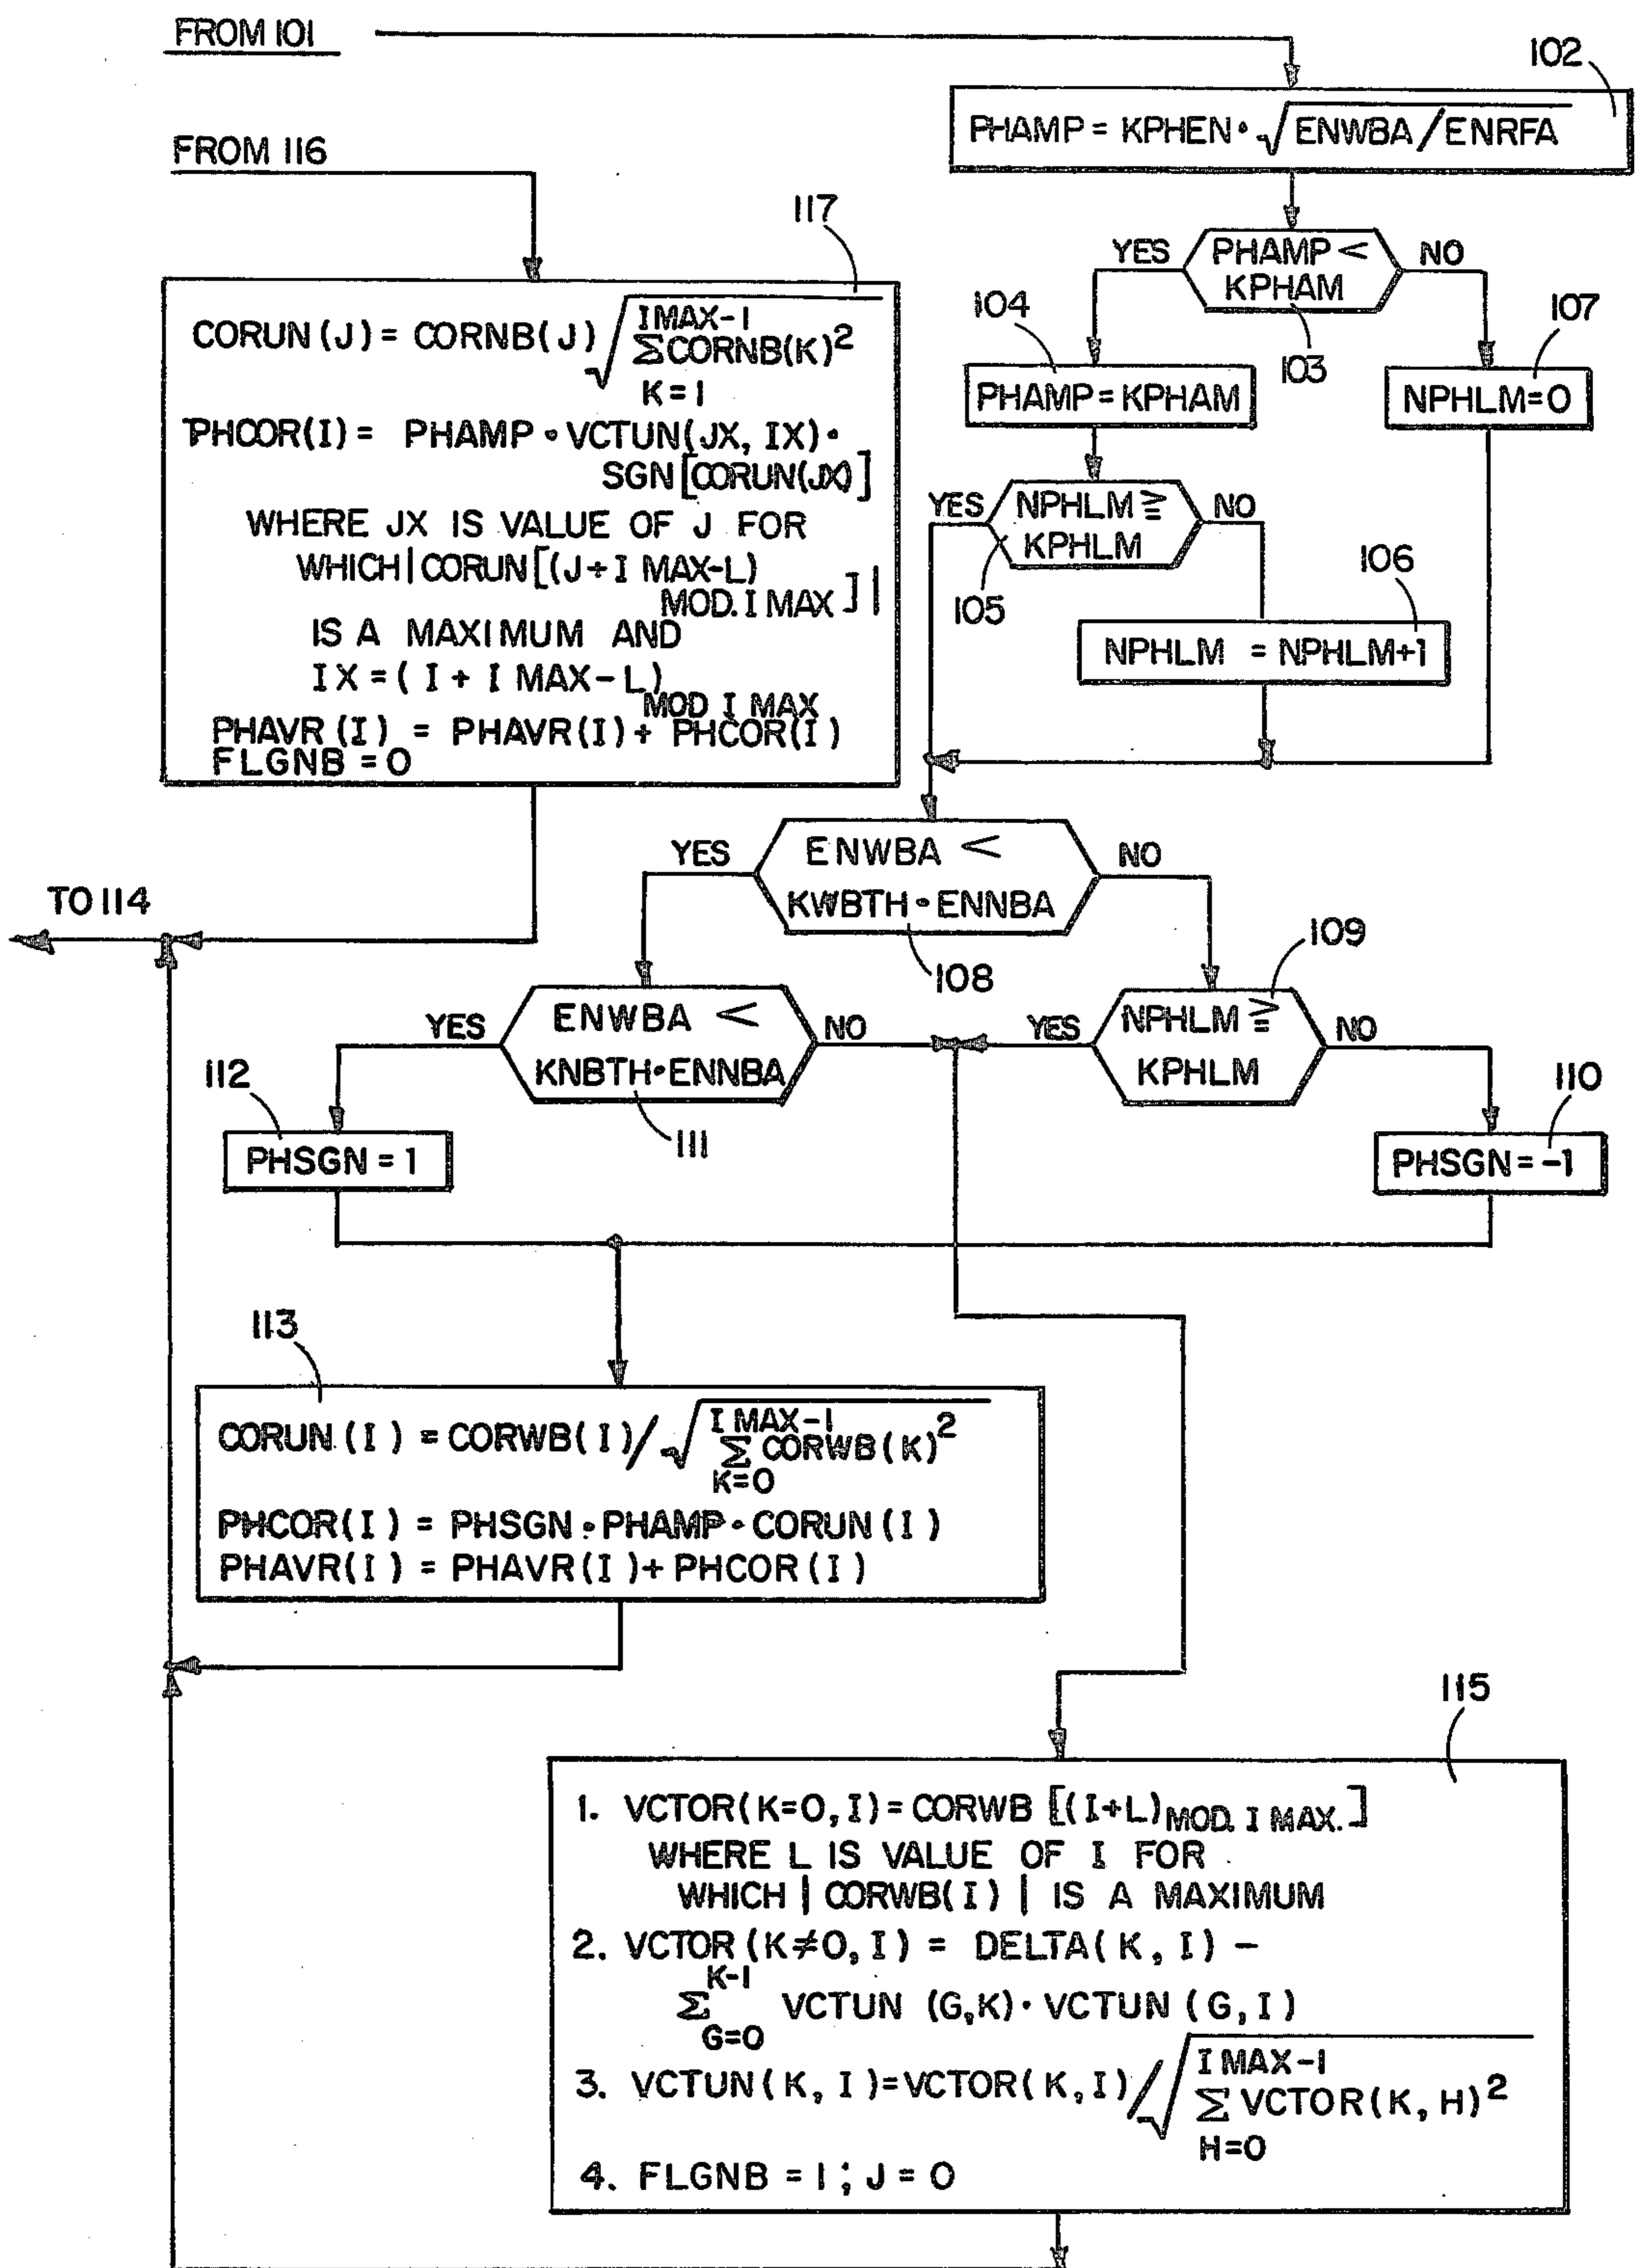 FROM 101
102
PHAMP = KPHEN • √ENWBA / ENRFA
FROM 116
117
CORUN (J) = CORNB(J) √ IMAX-1
ΣCORNB(K)²
K = 1
PHCOR(I) = PHAMP • VCTUN(JX, IX) •
SGN[CORUN(JX)]
WHERE JX IS VALUE OF J FOR
WHICH | CORUN [(J + I MAX-L)
MOD. I MAX ] |
IS A MAXIMUM AND
IX = ( I + I MAX - L)
MOD I MAX
PHAVR (I) = PHAVR(I) + PHCOR(I)
FLGNB = 0
YES
PHAMP <
KPHAM
NO
103
104
PHAMP = KPHAM
107
NPHLM=0
YES
NPHLM ≧
KPHLM
NO
105
106
NPHLM = NPHLM+1
TO 114
YES
ENWBA <
KWBTH • ENNBA
NO
108
109
YES
ENWBA <
KNBTH • ENNBA
NO
111
YES
NPHLM ≧
KPHLM
NO
112
PHSGN = 1
110
PHSGN = -1
113
CORUN (I) = CORWB(I) / √ I MAX-1
Σ CORWB (K)²
K=0
PHCOR(I) = PHSGN • PHAMP • CORUN (I)
PHAVR(I) = PHAVR(I) + PHCOR (I)
115
1. VCTOR(K=0, I) = CORWB [(I+L) MOD. I MAX. ]
WHERE L IS VALUE OF I FOR
WHICH | CORWB(I) | IS A MAXIMUM
2. VCTOR (K≠0, I) = DELTA(K, I) -
K-1
Σ VCTUN (G,K) • VCTUN (G, I)
G=0
3. VCTUN(K, I) = VCTOR(K, I) / √ I MAX-1
Σ VCTOR(K, H)²
H=0
4. FLGNB = 1 ; J = 0